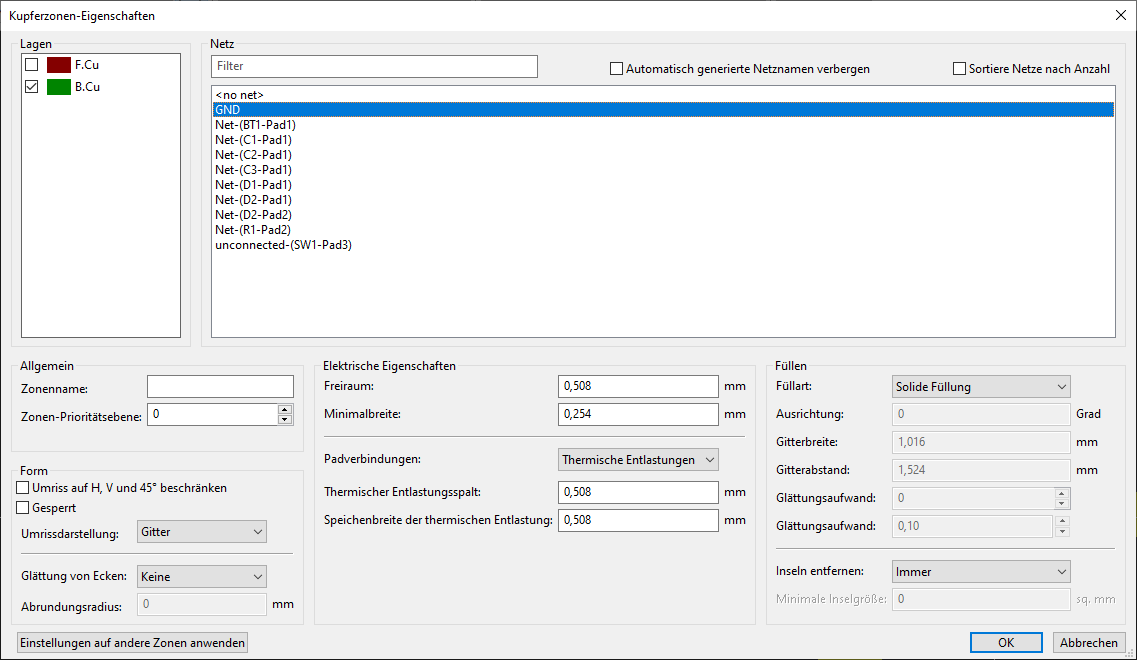 Kupferzonen-Eigenschaften
Lagen
F.Cu
B.Cu
Netz
Filter
Automatisch generierte Netznamen verbergen
Sortiere Netze nach Anzahl
<no net>
GND
Net-(BT1-Pad1)
Net-(C1-Pad1)
Net-(C2-Pad1)
Net-(C3-Pad1)
Net-(D1-Pad1)
Net-(D2-Pad1)
Net-(D2-Pad2)
Net-(R1-Pad2)
unconnected-(SW1-Pad3)
Allgemein
Zonenname:
Zonen-Prioritätsebene: 0
Form
Umriss auf H, V und 45° beschränken
Gesperrt
Umrissdarstellung: Gitter
Glättung von Ecken: Keine
Abrundungsradius: 0 mm
Elektrische Eigenschaften
Freiraum: 0,508 mm
Minimalbreite: 0,254 mm
Padverbindungen: Thermische Entlastungen
Thermischer Entlastungsspalt: 0,508 mm
Speichenbreite der thermischen Entlastung: 0,508 mm
Füllen
Füllart: Solide Füllung
Ausrichtung: 0 Grad
Gitterbreite: 1,016 mm
Gitterabstand: 1,524 mm
Glättungsaufwand: 0
Glättungsaufwand: 0,10
Inseln entfernen: Immer
Minimale Inselgröße: 0 sq. mm
Einstellungen auf andere Zonen anwenden
OK
Abbrechen